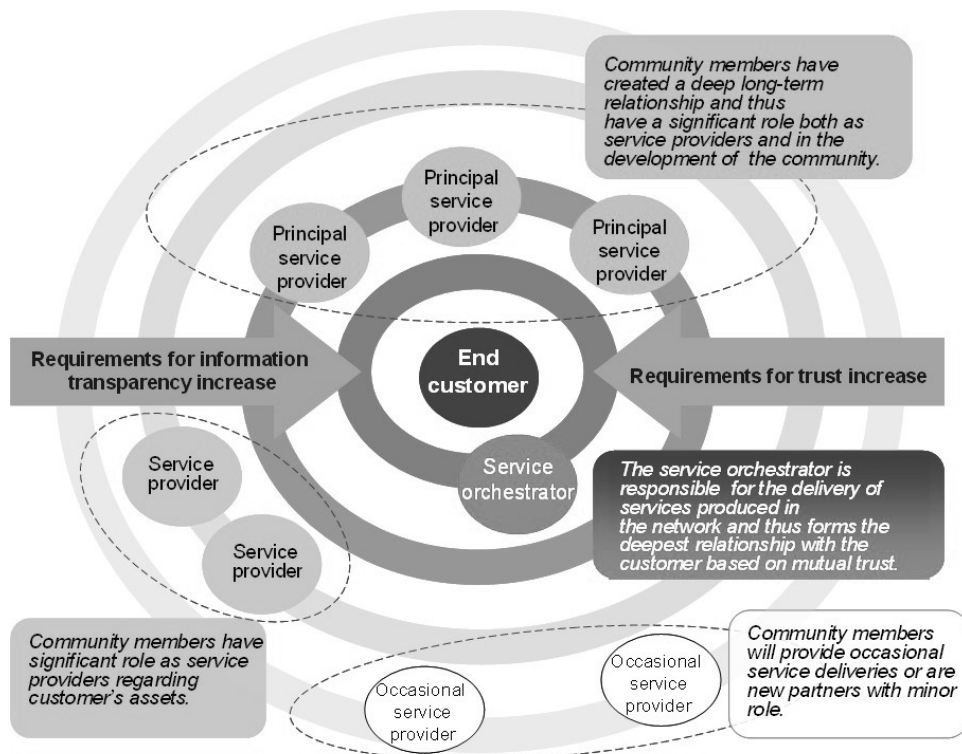 Community members have
created a deep long-term
relationship and thus
have a significant role both as
service providers and in the
development of the community.
Principal
service
provider
Principal
service
provider
Principal
service
provider
End
customer
Requirements for information
transparency increase
Requirements for trust increase
Service
provider
Service
orchestrator
The service orchestrator is
responsible for the delivery of
services produced in
the network and thus forms the
deepest relationship with the
customer based on mutual trust.
Service
provider
Community members have
significant role as service
providers regarding
customer's assets.
Occasional
service
provider
Occasional
service
provider
Community members
will provide occasional
service deliveries or are
new partners with minor
role.